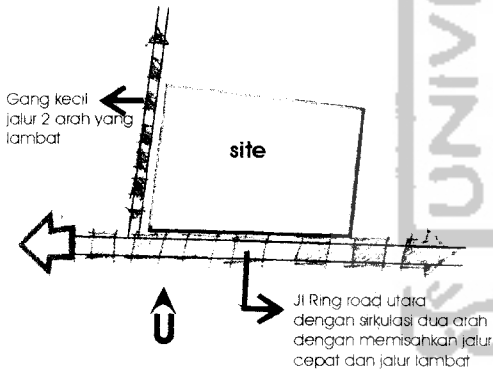 Gang kecil
jalur 2 arah yang
lambat
site
U
Jl Ring road utara
dengan sirkulasi dua arah
dengan memisahkan jalur
cepat dan jalur lambat
UNIV